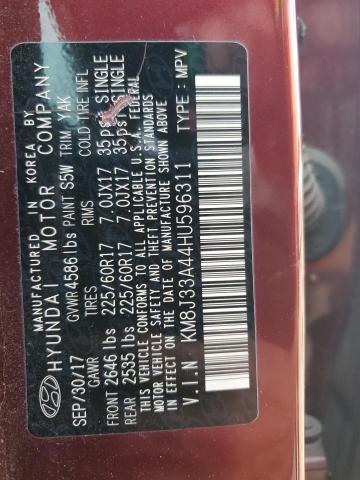 MANUFACTURED IN KOREA BY
HYUNDAI MOTOR COMPANY
SEP/30/17 GVWR 4586 lbs PAINT S5W TRIM YAK
GAWR TIRES RIMS COLD TIRE INFL
FRONT 2646 lbs 225/60R17 7.0JX17 35psi SINGLE
REAR 2535 lbs 225/60R17 7.0JX17 35psi SINGLE
THIS VEHICLE CONFORMS TO ALL APPLICABLE U.S.A. FEDERAL
MOTOR VEHICLE SAFETY AND THEFT PREVENTION STANDARDS
IN EFFECT ON THE DATE OF MANUFACTURE SHOWN ABOVE
V.I.N KM8J33A44HU596311 TYPE : MPV